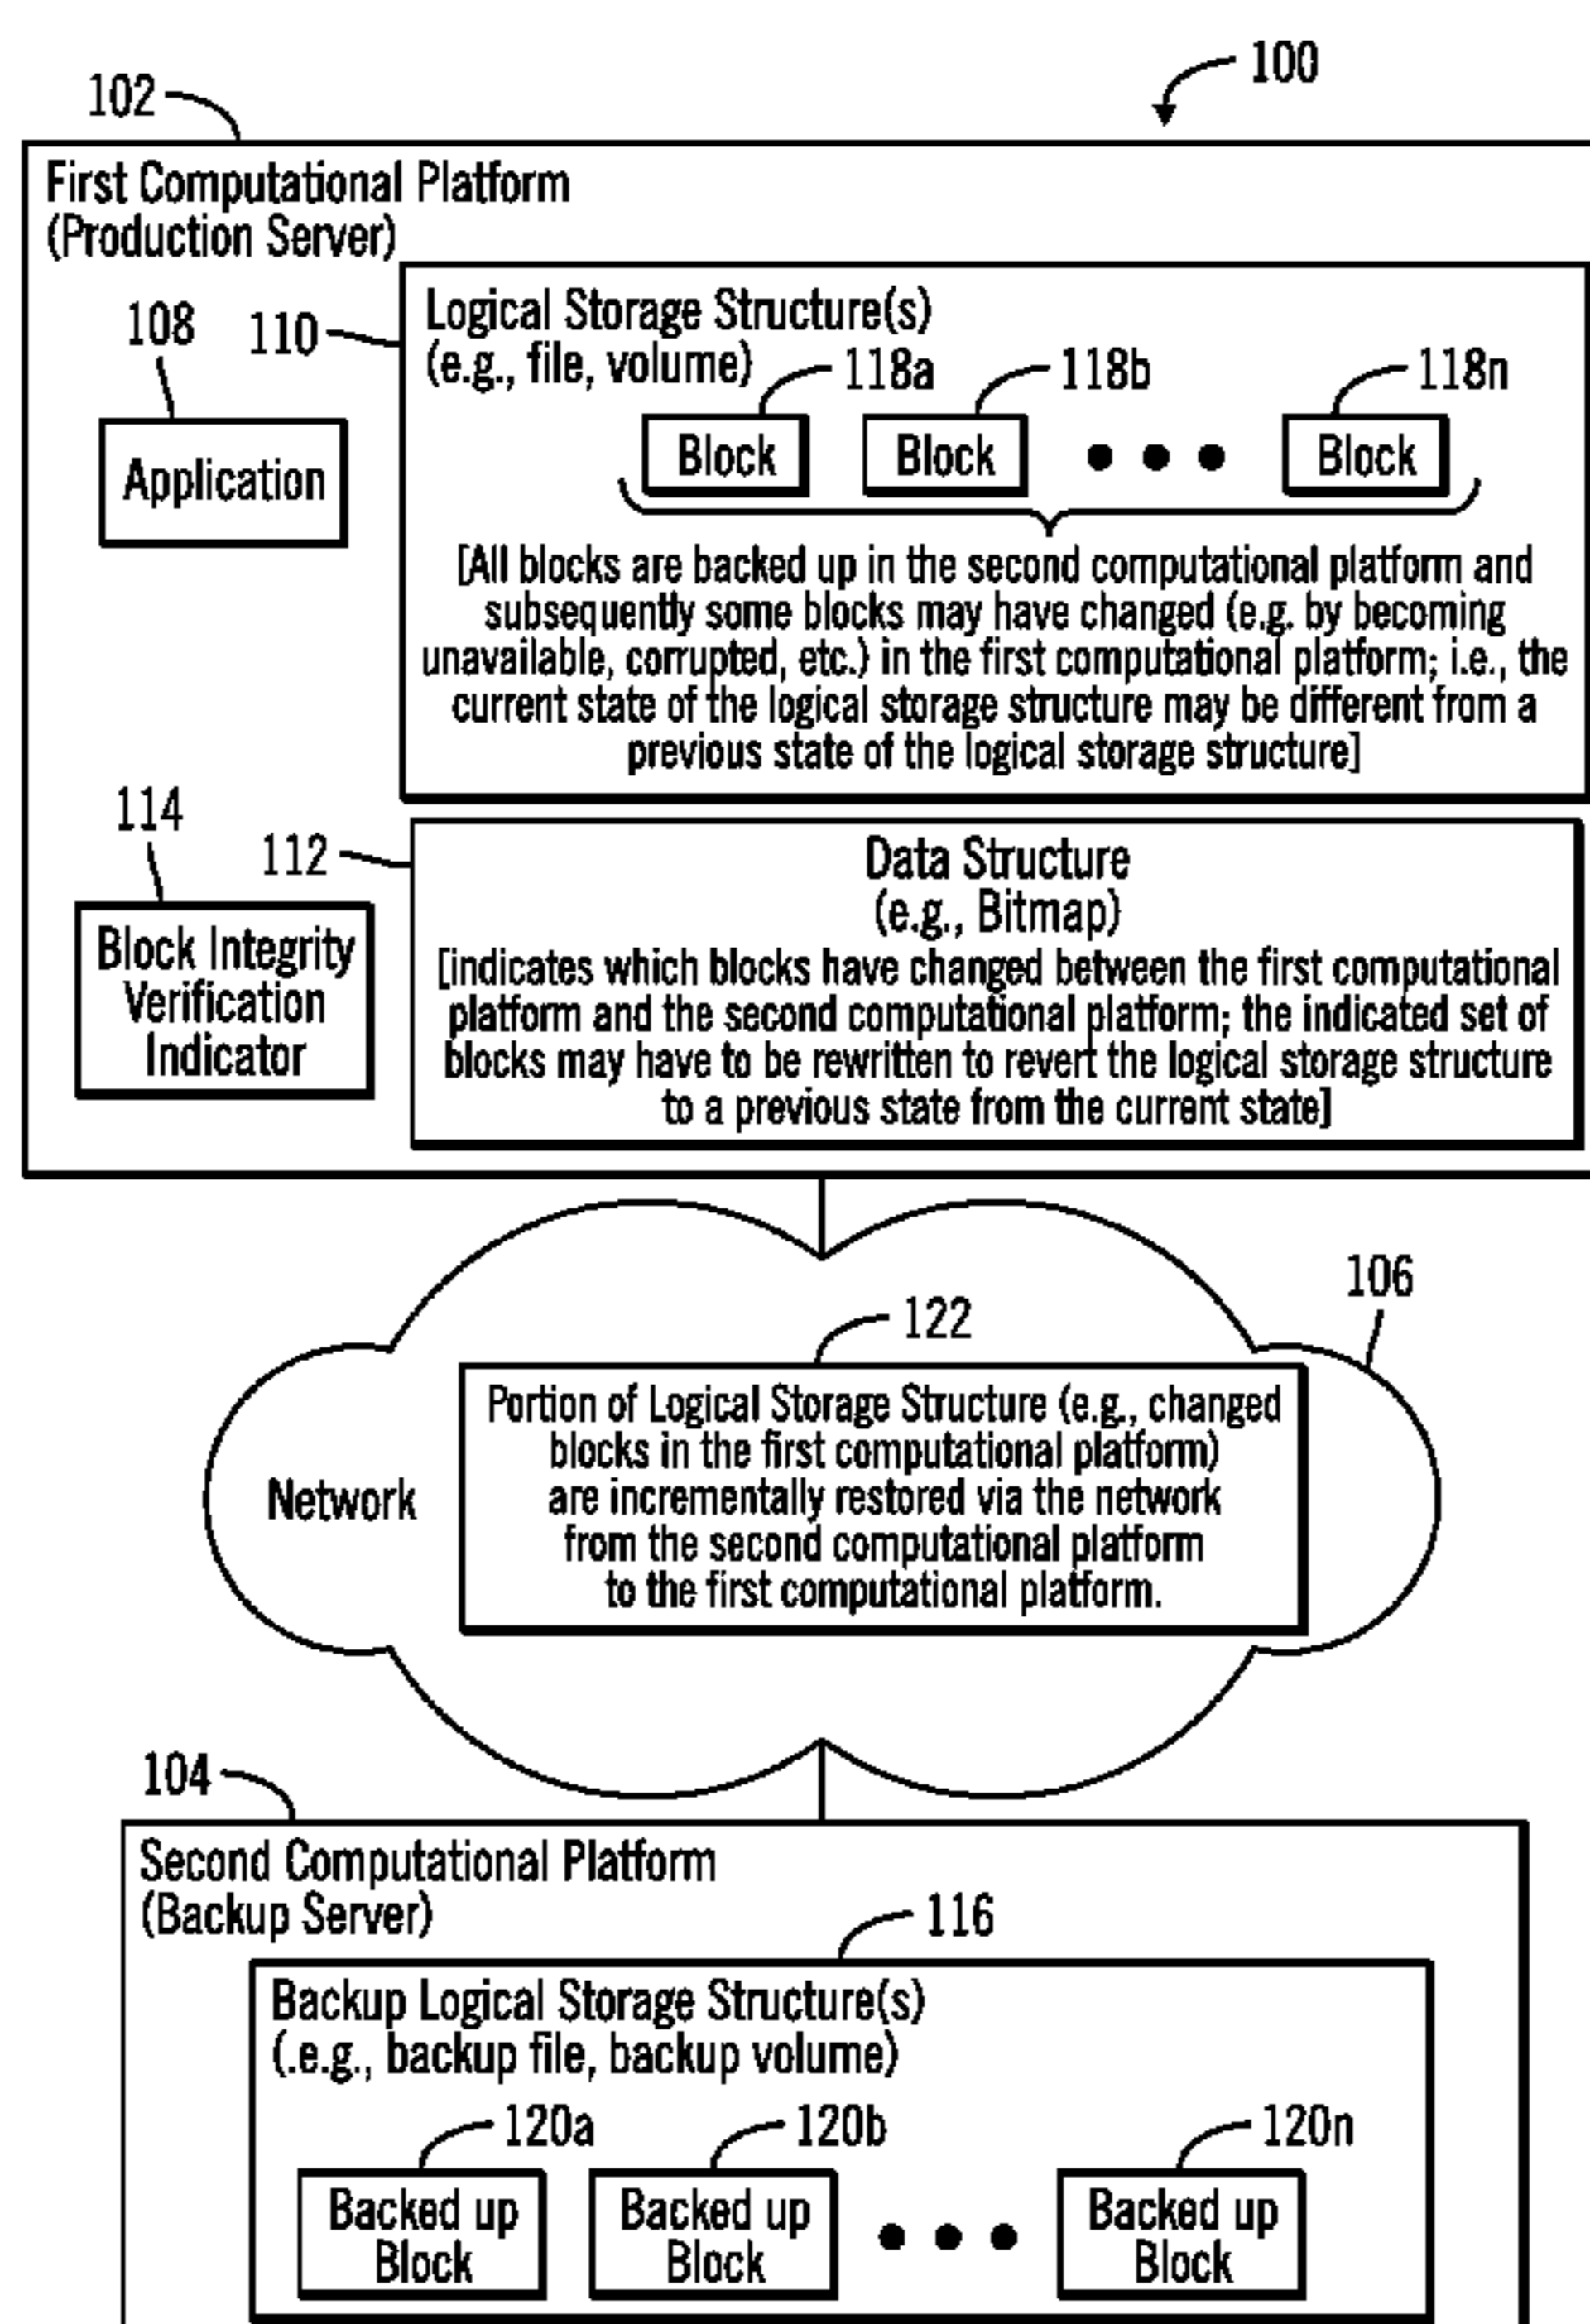 100
102
First Computational Platform
(Production Server)
108
110
Logical Storage Structure(s)
(e.g., file, volume)
118a
118b
118n
Application
Block
Block
Block
[All blocks are backed up in the second computational platform and
subsequently some blocks may have changed (e.g. by becoming
unavailable, corrupted, etc.) in the first computational platform; i.e., the
current state of the logical storage structure may be different from a
previous state of the logical storage structure]
114
112
Data Structure
(e.g., Bitmap)
[indicates which blocks have changed between the first computational
platform and the second computational platform; the indicated set of
blocks may have to be rewritten to revert the logical storage structure
to a previous state from the current state]
Block Integrity
Verification
Indicator
106
122
Network
Portion of Logical Storage Structure (e.g., changed
blocks in the first computational platform)
are incrementally restored via the network
from the second computational platform
to the first computational platform.
104
Second Computational Platform
(Backup Server)
116
Backup Logical Storage Structure(s)
(.e.g., backup file, backup volume)
120a
120b
120n
Backed up
Block
Backed up
Block
Backed up
Block